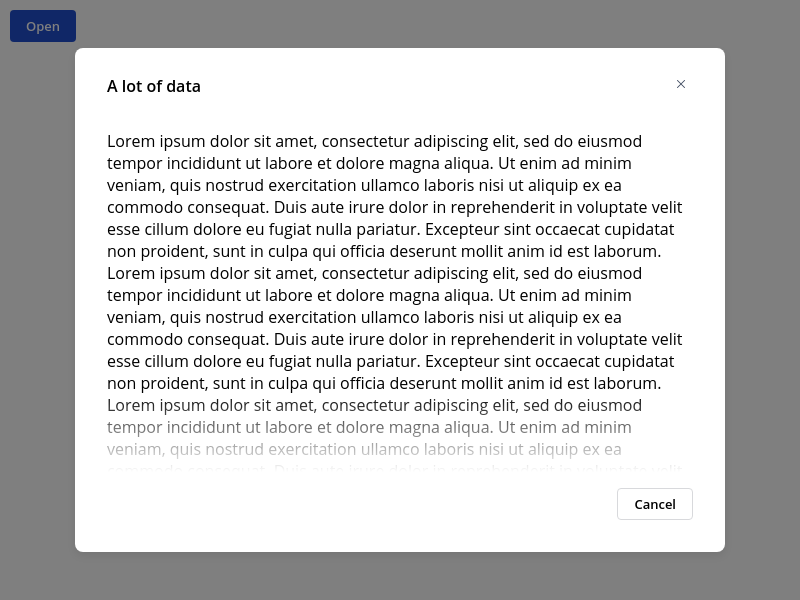 Open
A lot of data
Lorem ipsum dolor sit amet, consectetur adipiscing elit, sed do eiusmod
tempor incididunt ut labore et dolore magna aliqua. Ut enim ad minim
veniam, quis nostrud exercitation ullamco laboris nisi ut aliquip ex ea
commodo consequat. Duis aute irure dolor in reprehenderit in voluptate velit
esse cillum dolore eu fugiat nulla pariatur. Excepteur sint occaecat cupidatat
non proident, sunt in culpa qui officia deserunt mollit anim id est laborum.
Lorem ipsum dolor sit amet, consectetur adipiscing elit, sed do eiusmod
tempor incididunt ut labore et dolore magna aliqua. Ut enim ad minim
veniam, quis nostrud exercitation ullamco laboris nisi ut aliquip ex ea
commodo consequat. Duis aute irure dolor in reprehenderit in voluptate velit
esse cillum dolore eu fugiat nulla pariatur. Excepteur sint occaecat cupidatat
non proident, sunt in culpa qui officia deserunt mollit anim id est laborum.
Lorem ipsum dolor sit amet, consectetur adipiscing elit, sed do eiusmod
tempor incididunt ut labore et dolore magna aliqua. Ut enim ad minim
veniam, quis nostrud exercitation ullamco laboris nisi ut aliquip ex ea
Cancel